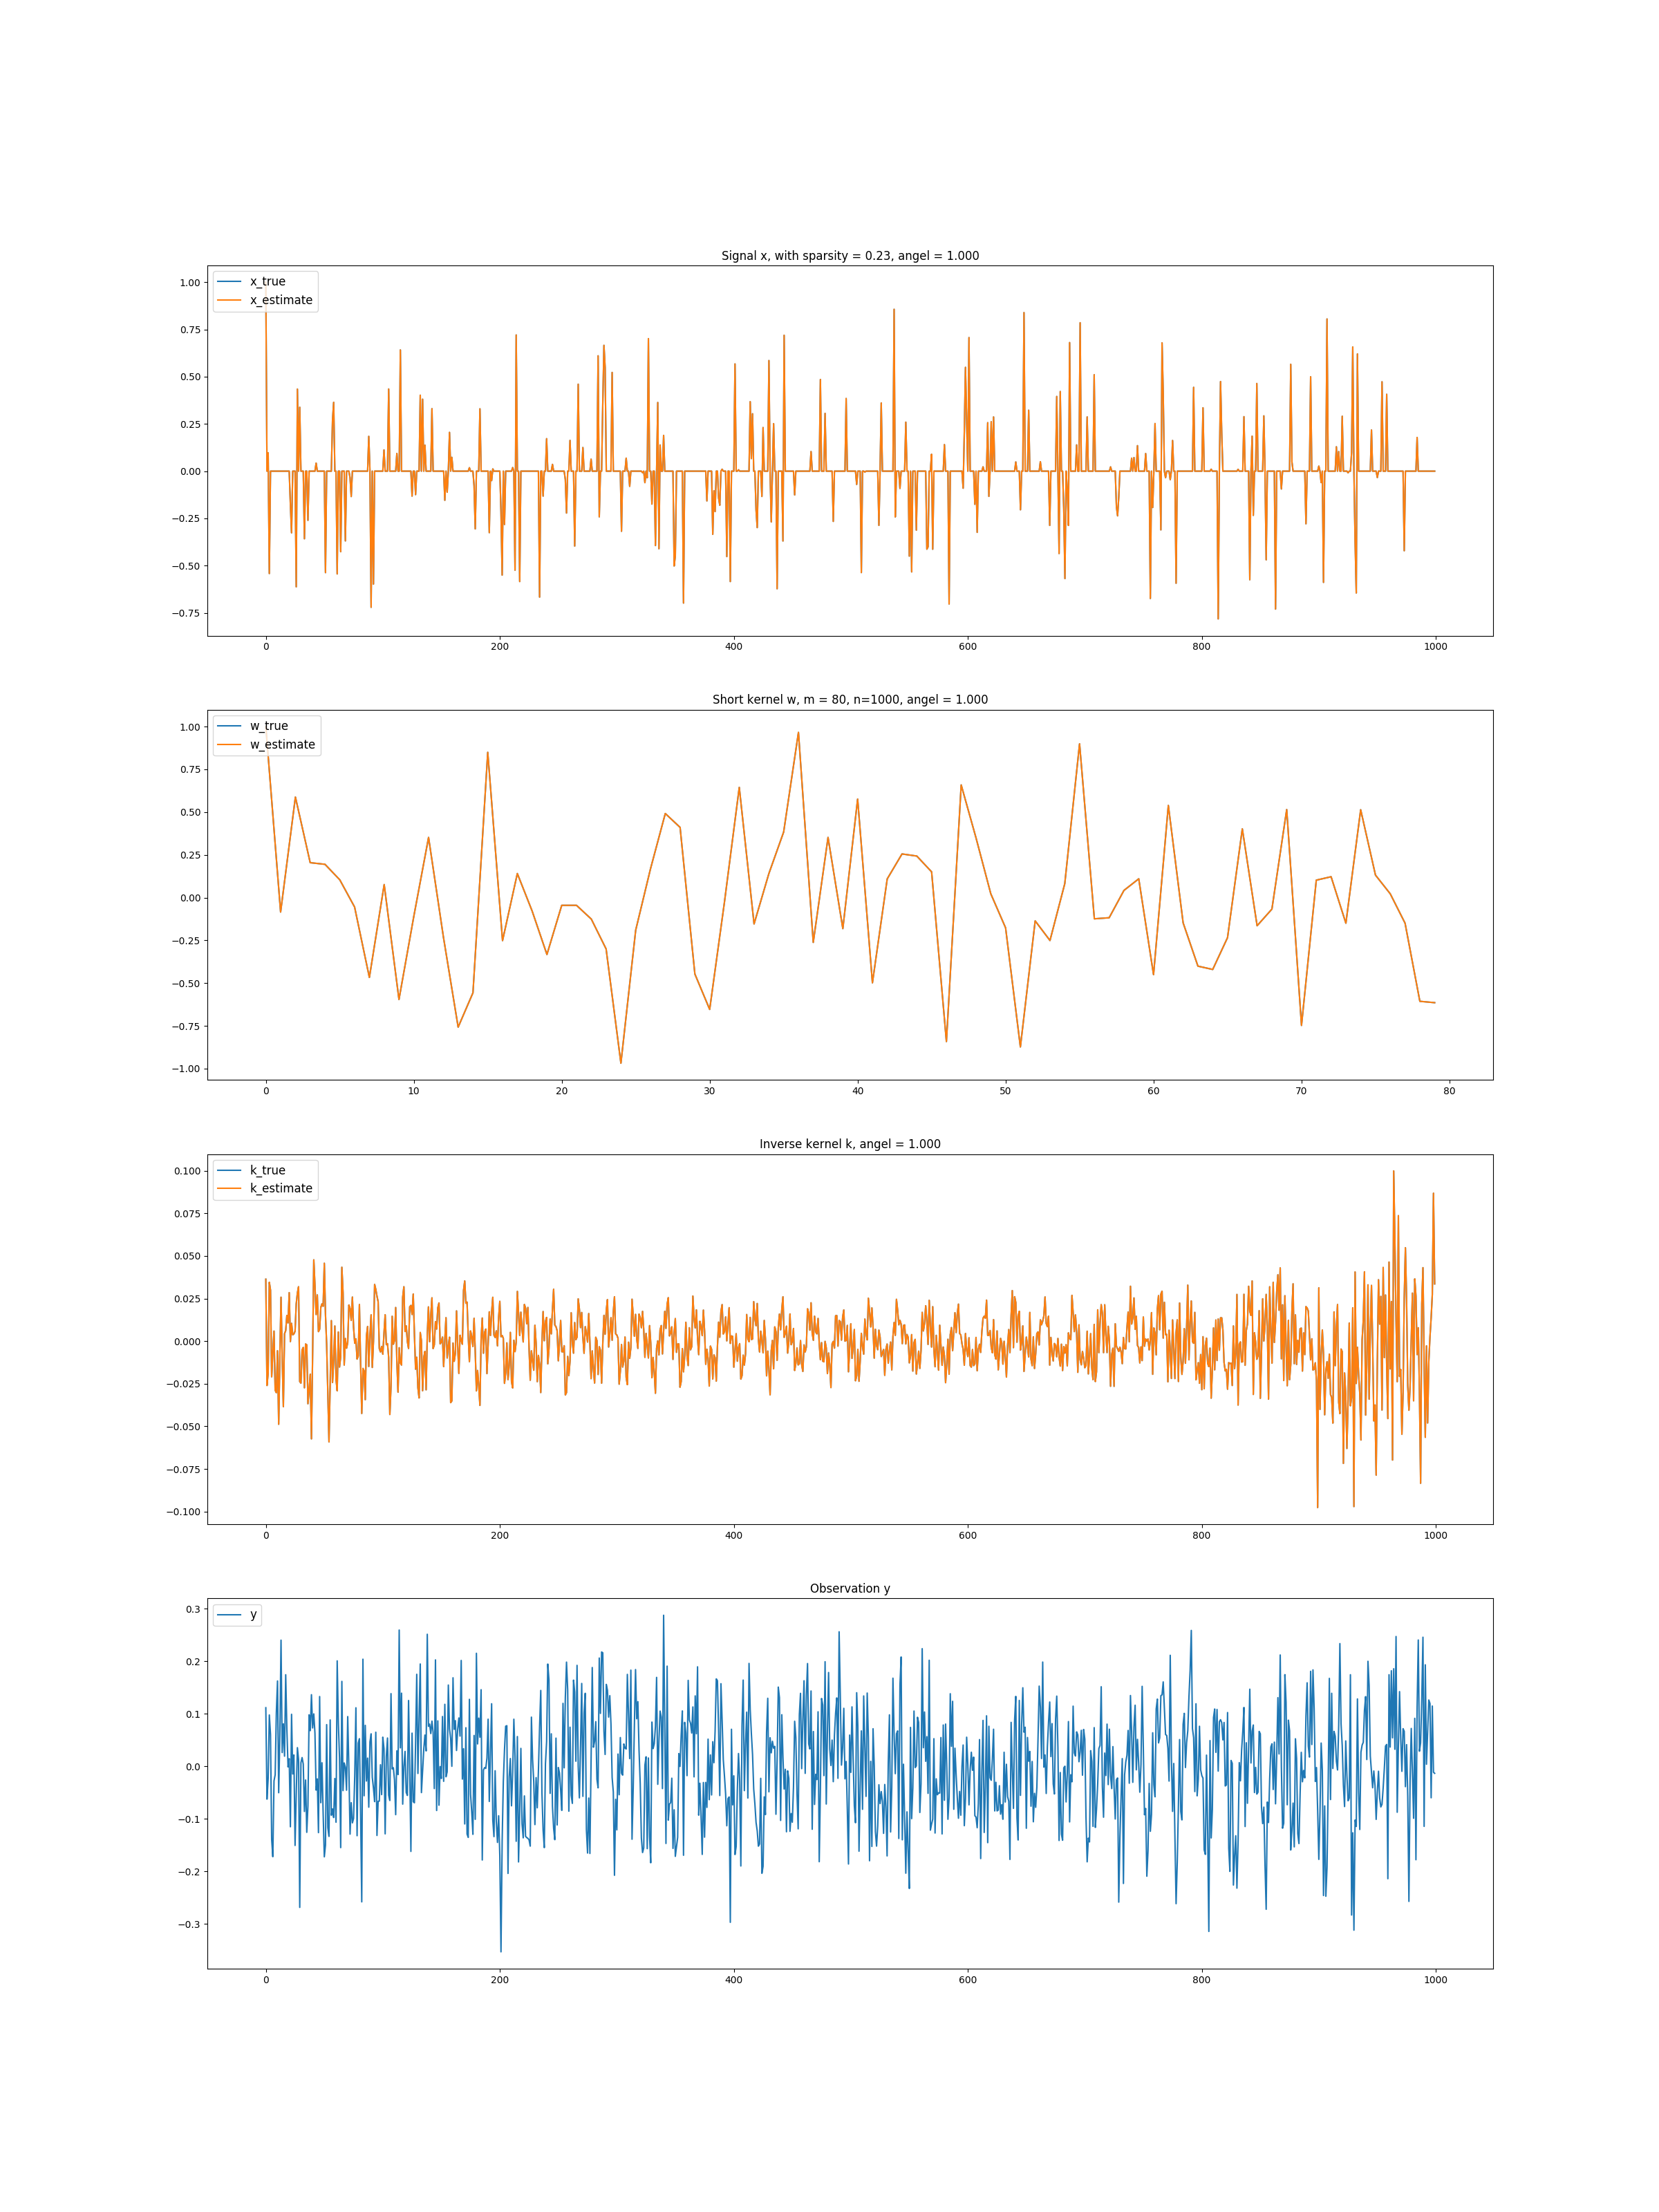 Signal x, with sparsity = 0.23, angel = 1.000
x_true
x_estimate
1.00
0.75
0.50
0.25
0.00
−0.25
−0.50
−0.75
0 200 400 600 800 1000
Short kernel w, m = 80, n=1000, angel = 1.000
w_true
w_estimate
1.00
0.75
0.50
0.25
0.00
−0.25
−0.50
−0.75
−1.00
0 10 20 30 40 50 60 70 80
Inverse kernel k, angel = 1.000
k_true
k_estimate
0.100
0.075
0.050
0.025
0.000
−0.025
−0.050
−0.075
−0.100
0 200 400 600 800 1000
Observation y
y
0.3
0.2
0.1
0.0
−0.1
−0.2
−0.3
0 200 400 600 800 1000